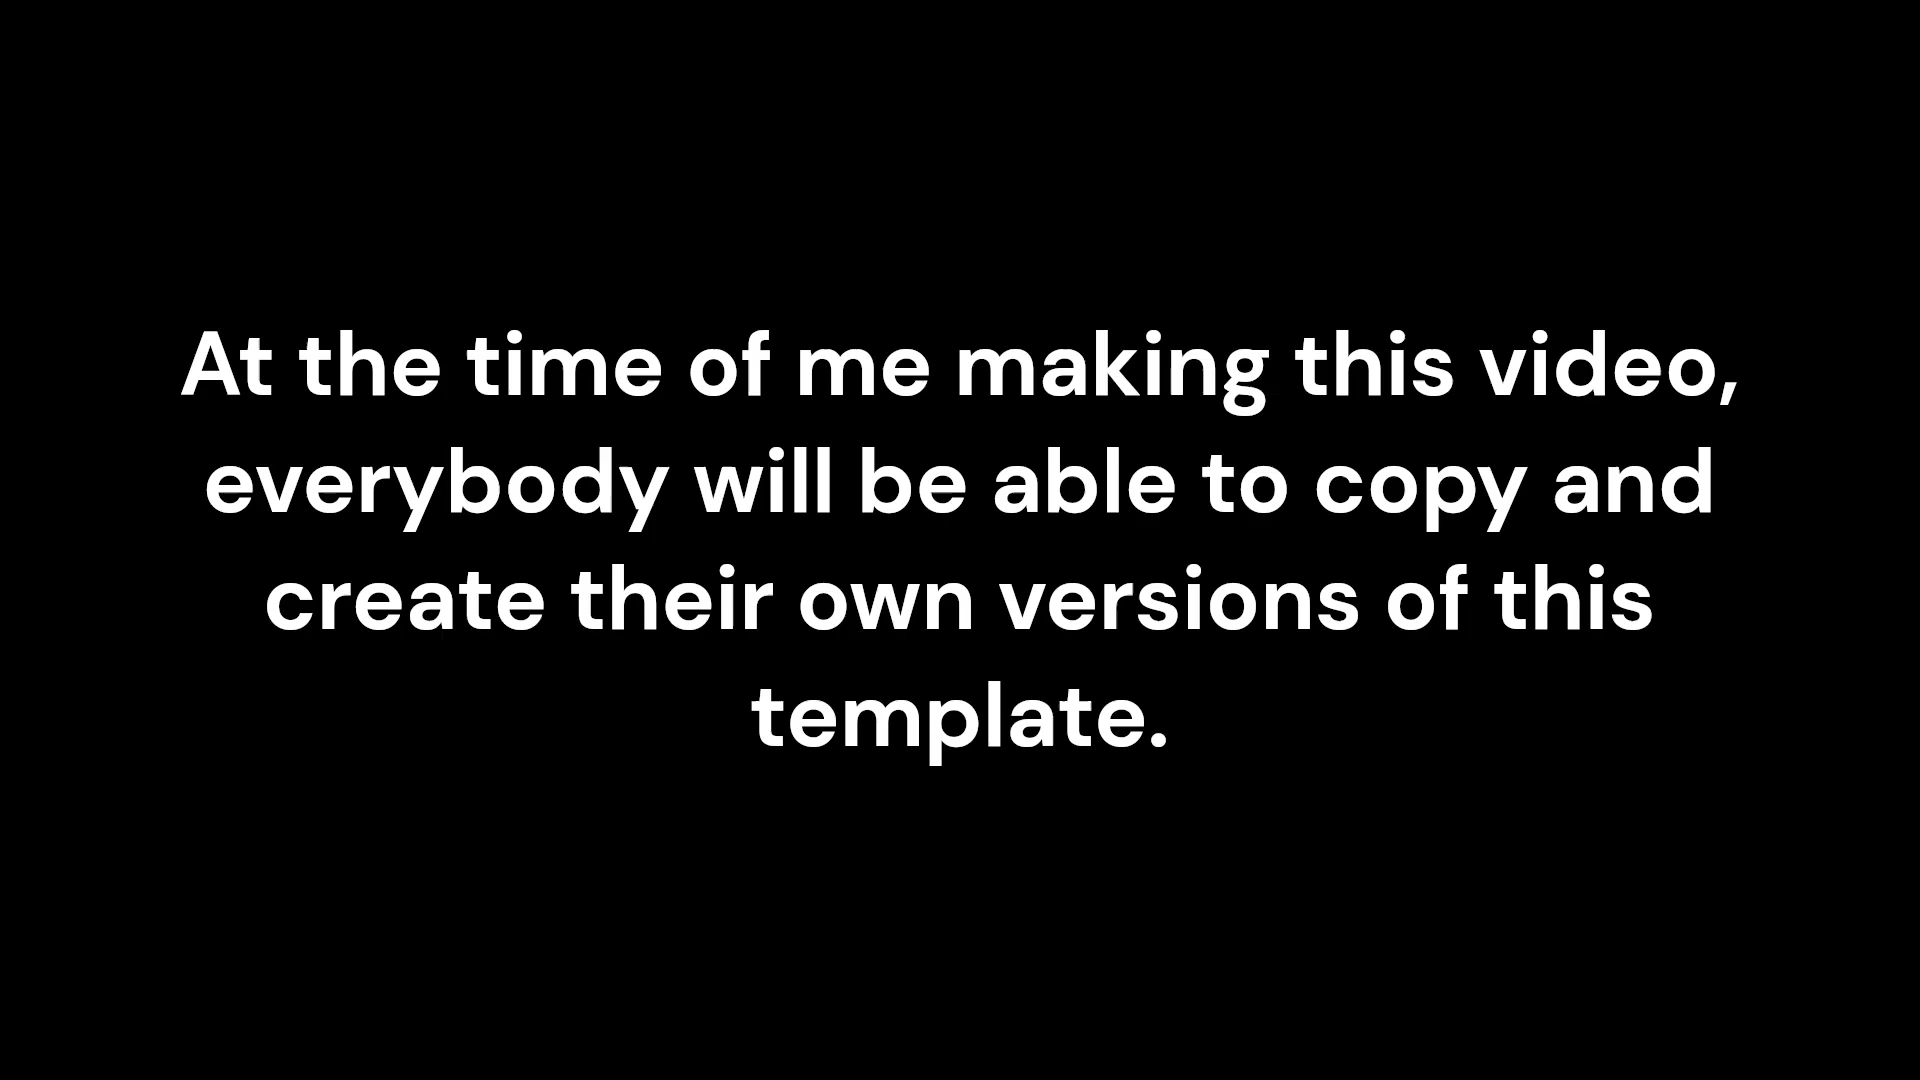 At the time of me making this video,
everybody will be able to copy and
create their own versions of this
template.